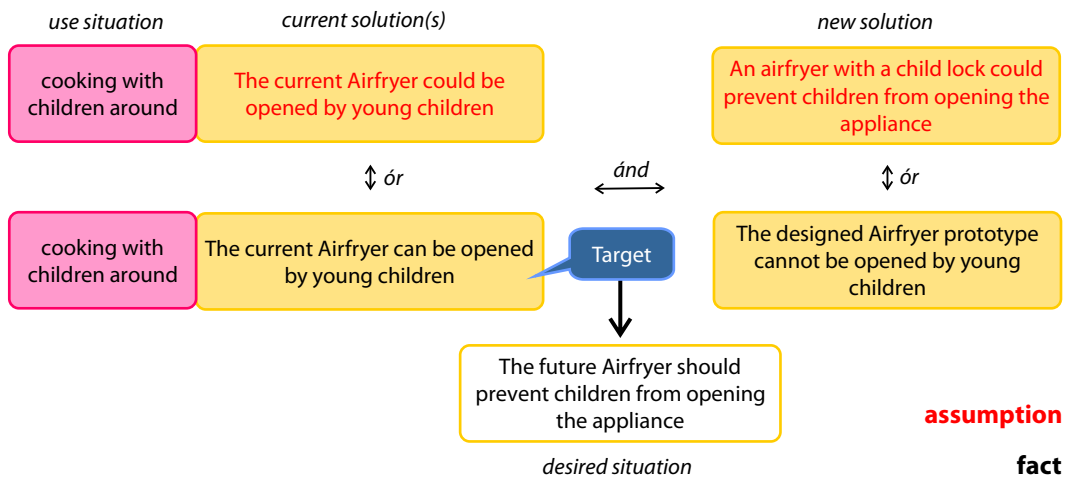 use situation
current solution(s)
new solution
cooking with
children around
The current Airfryer could be
opened by young children
An airfryer with a child lock could
prevent children from opening the
appliance
ór
ánd
ór
cooking with
children around
The current Airfryer can be opened
by young children
Target
The designed Airfryer prototype
cannot be opened by young
children
The future Airfryer should
prevent children from opening
the appliance
desired situation
assumption
fact